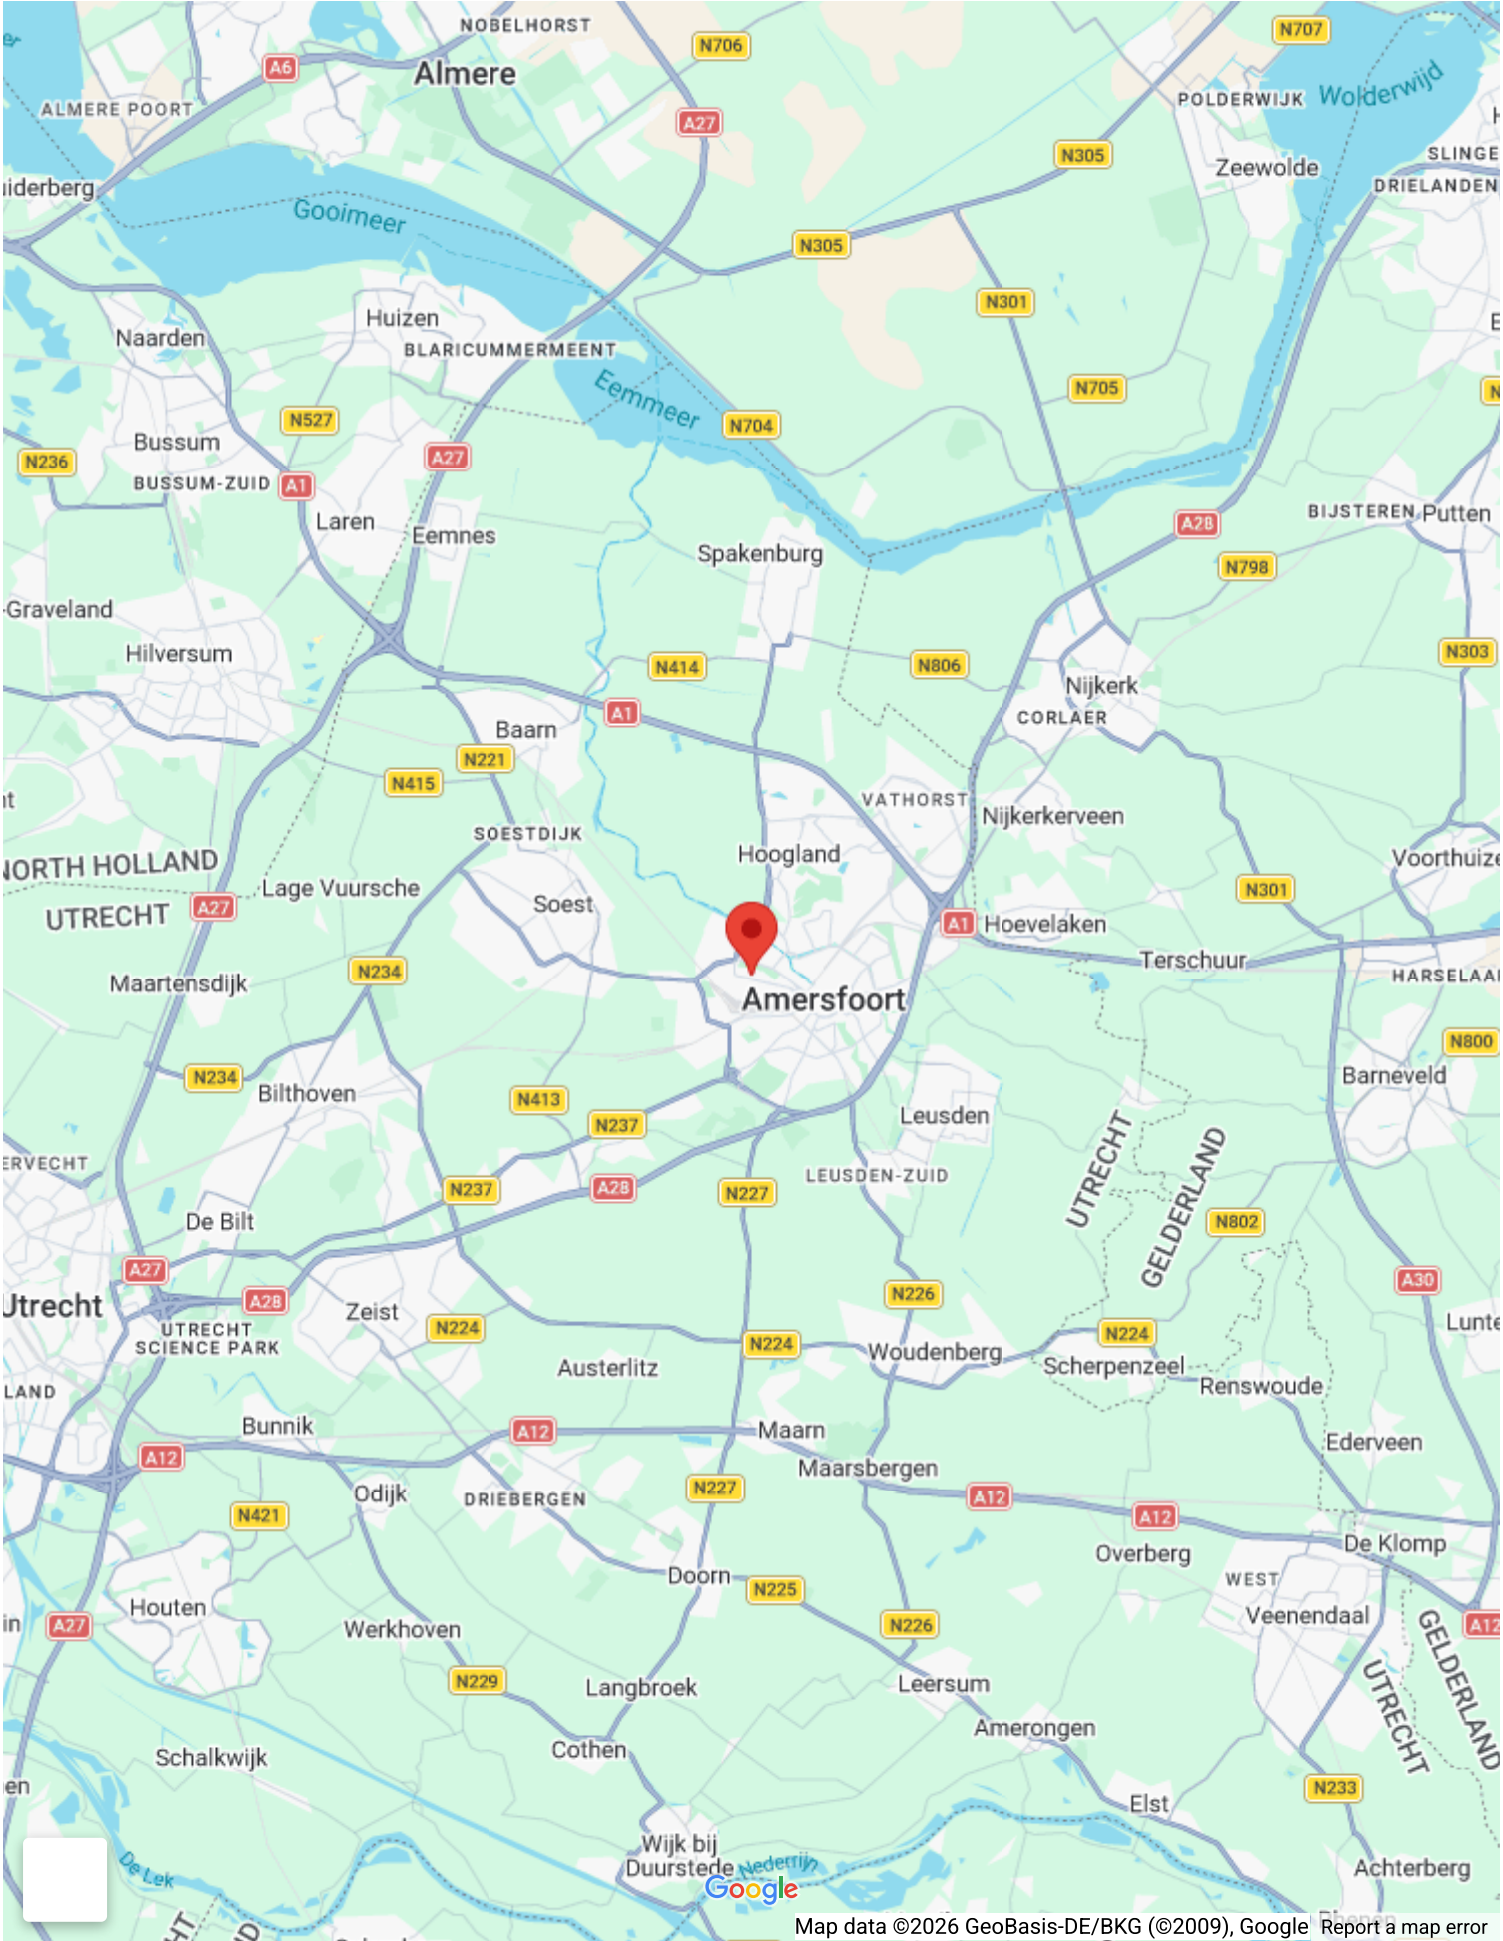 NOBELHORST
N707
N706
A6
Almere
Wolderwijd
POLDERWIJK
ALMERE POORT
A27
N305
SLINGE
Zeewolde
DRIELANDEN
uiderberg
Gooimeer
N305
N301
Huizen
Naarden
BLARICUMMERMEENT
Eemmeer
N705
N527
N704
Bussum
A27
N236
BUSSUM-ZUID
A1
Laren
BIJSTEREN
Putten
A28
Eemnes
Spakenburg
N798
-Graveland
Hilversum
N414
N806
N303
Nijkerk
A1
CORLAER
Baarn
N221
N415
VATHORST
Nijkerkerveen
SOESTDIJK
Hoogland
NORTH HOLLAND
Voorthuize
Lage Vuursche
N301
Soest
A27
UTRECHT
A1
Hoevelaken
Terschuur
N234
HARSELAA
Maartensdijk
Amersfoort
N800
N234
Barneveld
Bilthoven
N413
Leusden
N237
UTRECHT
GELDERLAND
ERVECHT
LEUSDEN-ZUID
N237
A28
N227
De Bilt
N802
A27
A30
N226
A28
Utrecht
Zeist
N224
UTRECHT
SCIENCE PARK
N224
N224
Lunte
Woudenberg
Austerlitz
Scherpenzeel
Renswoude
LAND
Bunnik
A12
Maarn
Ederveen
A12
Maarsbergen
Odijk
N227
DRIEBERGEN
A12
N421
A12
De Klomp
Overberg
Doorn
WEST
N225
Houten
Veenendaal
in
A27
Werkhoven
N226
A12
GELDERLAND
N229
Langbroek
Leersum
UTRECHT
Amerongen
Cothen
Schalkwijk
en
N233
Elst
Wijk bij
Duurstede
Nederrijn
De Lek
Achterberg
Google
Map data ©2026 GeoBasis-DE/BKG (©2009), Google
Report a map error